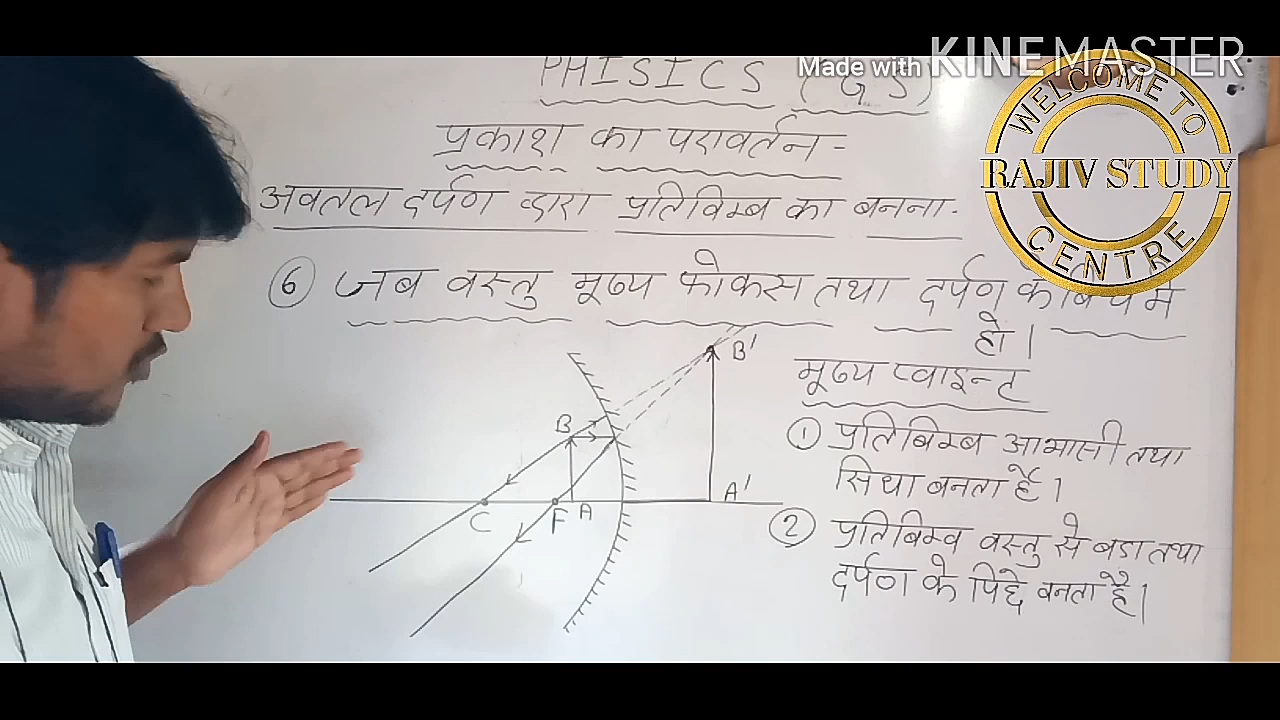 Made with KINEMASTER
WELCOME TO
RAJIV STUDY
CENTRE
PHISICS (G S)
प्रकाश का परावर्तन -
अवतल दर्पण द्वारा प्रतिबिम्ब का बनना -
6 जब वस्तु मुख्य फोकस तथा दर्पण के बिच में
हो।
B'
B
C
F
A
A'
मुख्य प्वाइन्ट
1 प्रतिबिम्ब आभासी तथा
सिधा बनता है।
2 प्रतिबिम्ब वस्तु से बड़ा तथा
दर्पण के पिछे बनता है।